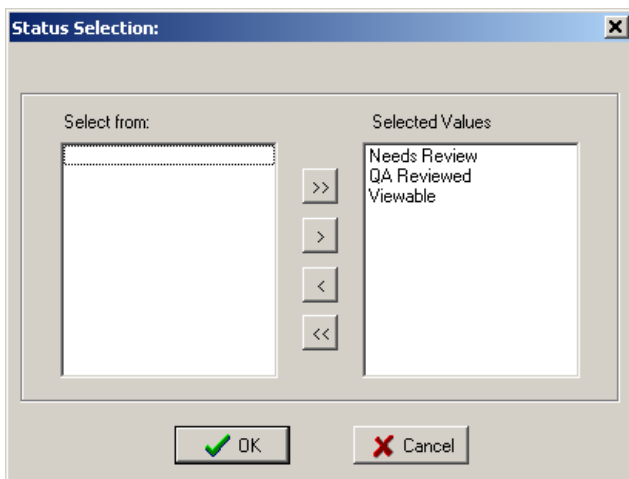 Status Selection:
Select from:
Selected Values
Needs Review
QA Reviewed
Viewable
>>
>
<
<<
OK
Cancel